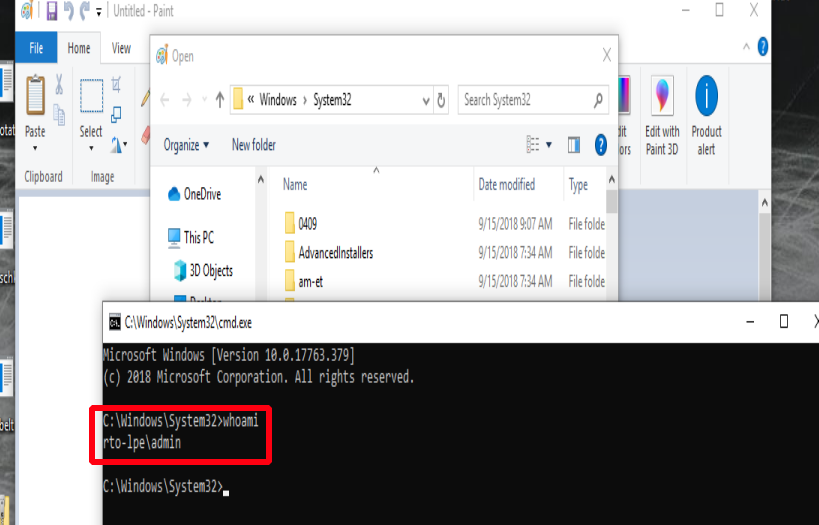 Untitled - Paint
File Home View
Open
« Windows › System32
Search System32
Paste
Select
Edit with
Paint 3D
Product
alert
Clipboard
Image
Organize
New folder
Name
Date modified
Type
OneDrive
This PC
3D Objects
0409
9/15/2018 9:07 AM
File folde
AdvancedInstallers
9/15/2018 7:34 AM
File folde
am-et
9/15/2018 7:34 AM
File folde
C:\Windows\System32\cmd.exe
Microsoft Windows [Version 10.0.17763.379]
(c) 2018 Microsoft Corporation. All rights reserved.
C:\Windows\System32>whoami
rto-lpe\admin
C:\Windows\System32>